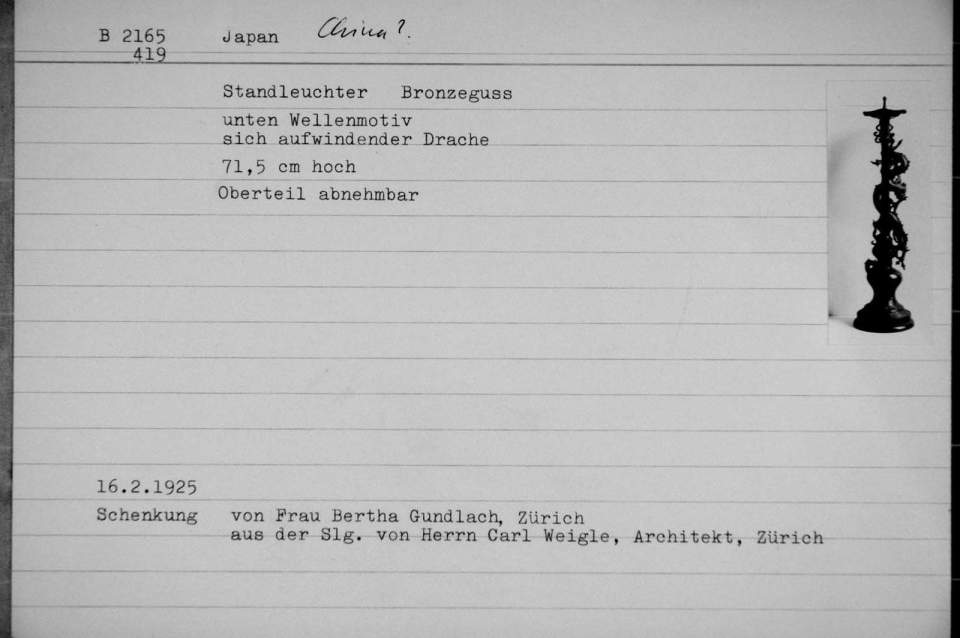 B 2165 Japan China?.
419
Standleuchter Bronzeguss
unten Wellenmotiv
sich aufwindender Drache
71,5 cm hoch
Oberteil abnehmbar
16.2.1925
Schenkung von Frau Bertha Gundlach, Zürich
aus der Slg. von Herrn Carl Weigle, Architekt, Zürich